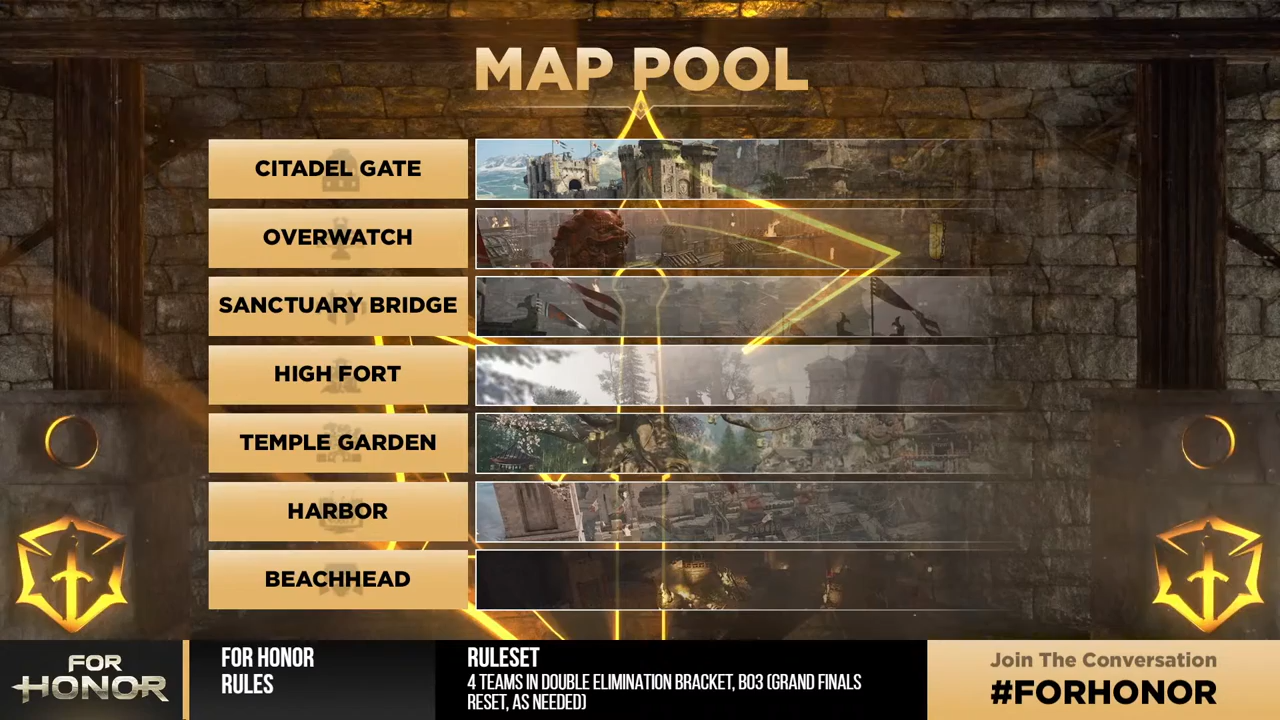 MAP POOL
CITADEL GATE
OVERWATCH
SANCTUARY BRIDGE
HIGH FORT
TEMPLE GARDEN
HARBOR
BEACHHEAD
FOR
HONOR
FOR HONOR
RULES
RULESET
4 TEAMS IN DOUBLE ELIMINATION BRACKET, BO3 (GRAND FINALS
RESET, AS NEEDED)
Join The Conversation
#FORHONOR